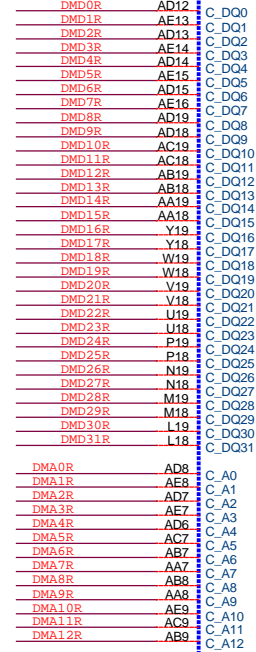 DMD0R AD12 C_DQ0
DMD1R AE13 C_DQ1
DMD2R AD13 C_DQ2
DMD3R AE14 C_DQ3
DMD4R AD14 C_DQ4
DMD5R AE15 C_DQ5
DMD6R AD15 C_DQ6
DMD7R AE16 C_DQ7
DMD8R AD19 C_DQ8
DMD9R AD18 C_DQ9
DMD10R AC19 C_DQ10
DMD11R AC18 C_DQ11
DMD12R AB19 C_DQ12
DMD13R AB18 C_DQ13
DMD14R AA19 C_DQ14
DMD15R AA18 C_DQ15
DMD16R Y19 C_DQ16
DMD17R Y18 C_DQ17
DMD18R W19 C_DQ18
DMD19R W18 C_DQ19
DMD20R V19 C_DQ20
DMD21R V18 C_DQ21
DMD22R U19 C_DQ22
DMD23R U18 C_DQ23
DMD24R P19 C_DQ24
DMD25R P18 C_DQ25
DMD26R N19 C_DQ26
DMD27R N18 C_DQ27
DMD28R M19 C_DQ28
DMD29R M18 C_DQ29
DMD30R L19 C_DQ30
DMD31R L18 C_DQ31
DMA0R AD8 C_A0
DMA1R AE8 C_A1
DMA2R AD7 C_A2
DMA3R AE7 C_A3
DMA4R AD6 C_A4
DMA5R AC7 C_A5
DMA6R AB7 C_A6
DMA7R AA7 C_A7
DMA8R AB8 C_A8
DMA9R AA8 C_A9
DMA10R AE9 C_A10
DMA11R AC9 C_A11
DMA12R AB9 C_A12